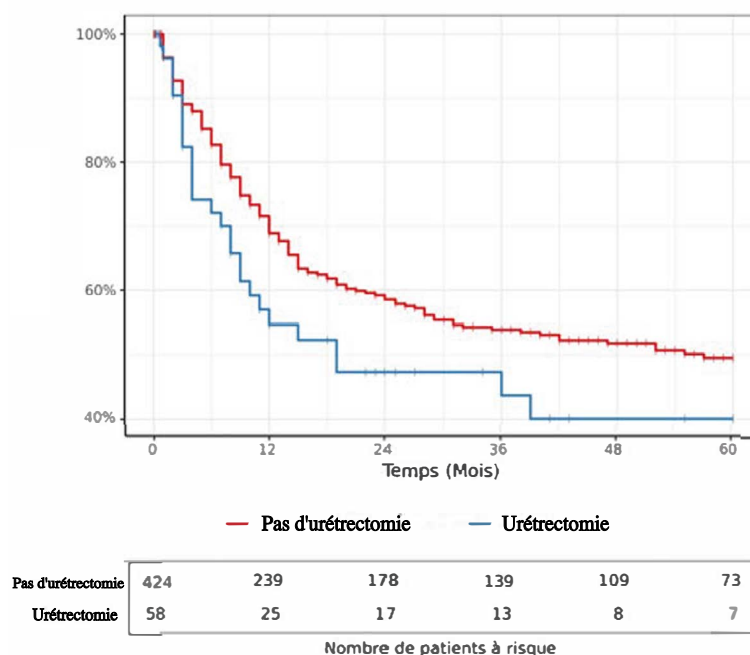 100%
80%
60%
40%
0 12 24 36 48 60
Temps (Mois)
Pas d'urétrectomie Urétrectomie
Pas d'urétrectomie 424 239 178 139 109 73
Urétrectomie 58 25 17 13 8 7
Nombre de patients à risque